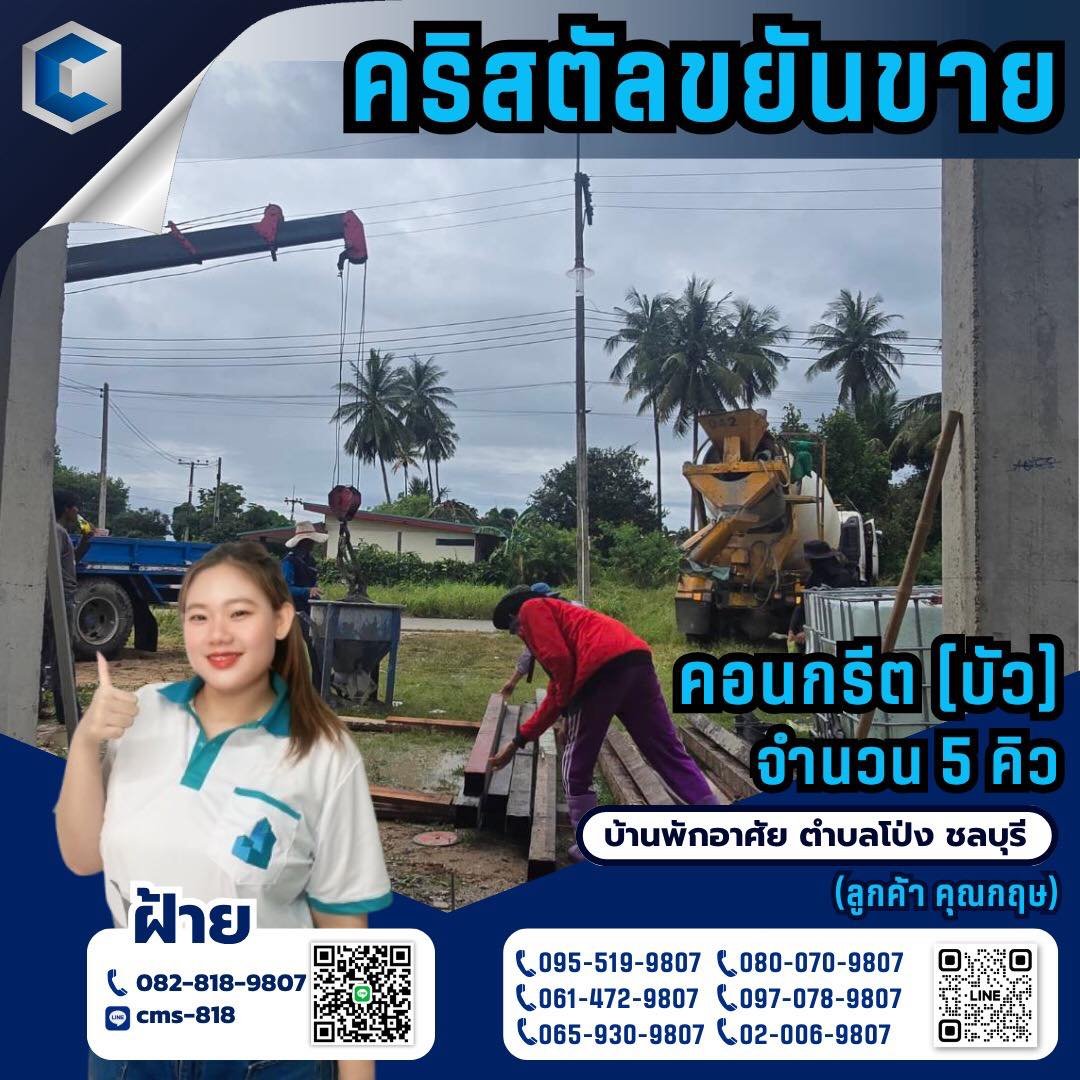 คริสตัลขยันขาย
คอนกรีต (บัว)
จำนวน 5 คิว
บ้านพักอาศัย ตำบลโป่ง ชลบุรี
(ลูกค้า คุณกฤษ)
ฝ้าย
082-818-9807
LINE cms-818
095-519-9807 080-070-9807
061-472-9807 097-078-9807
065-930-9807 02-006-9807
LINE